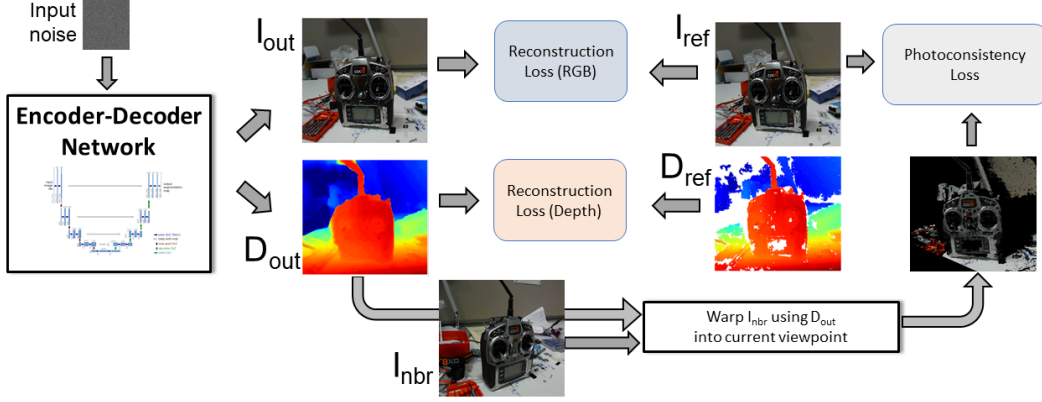 Input
noise
Encoder-Decoder
Network
I_out
Reconstruction
Loss (RGB)
I_ref
Photoconsistency
Loss
D_out
Reconstruction
Loss (Depth)
D_ref
I_nbr
Warp I_nbr using D_out
into current viewpoint